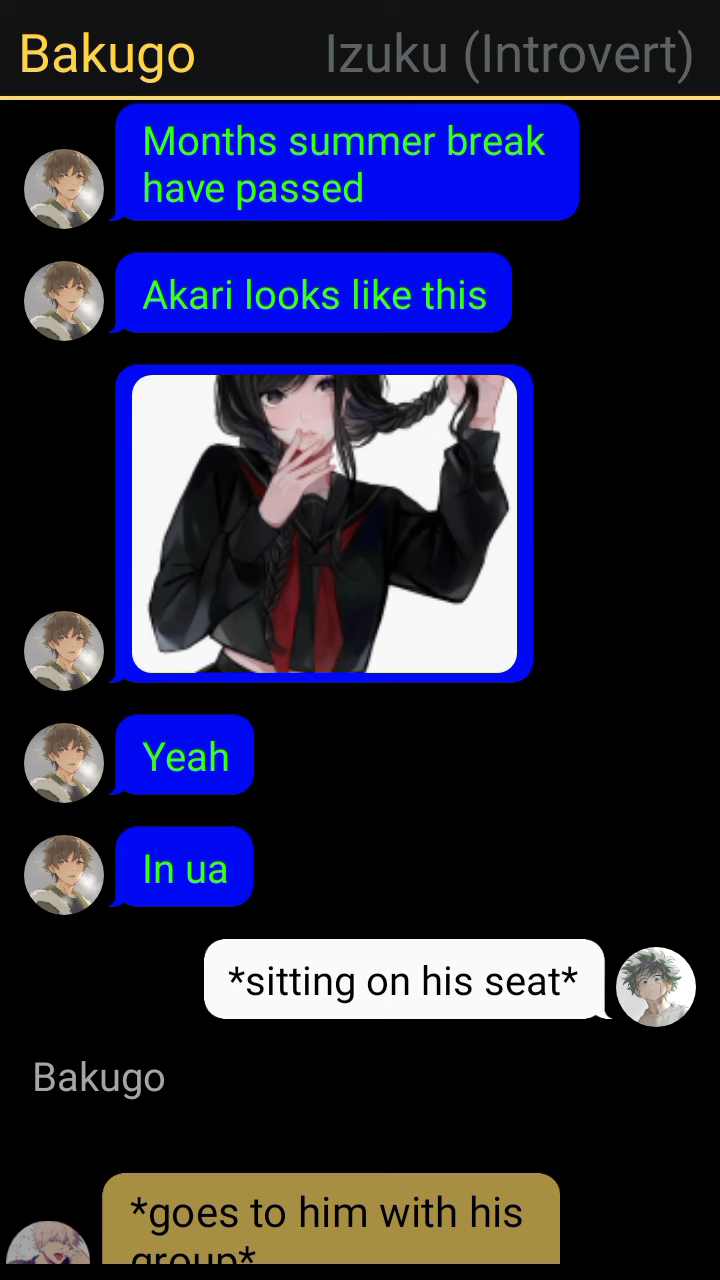 Bakugo
Izuku (Introvert)
Months summer break
have passed
Akari looks like this
Yeah
In ua
*sitting on his seat*
Bakugo
*goes to him with his
group*